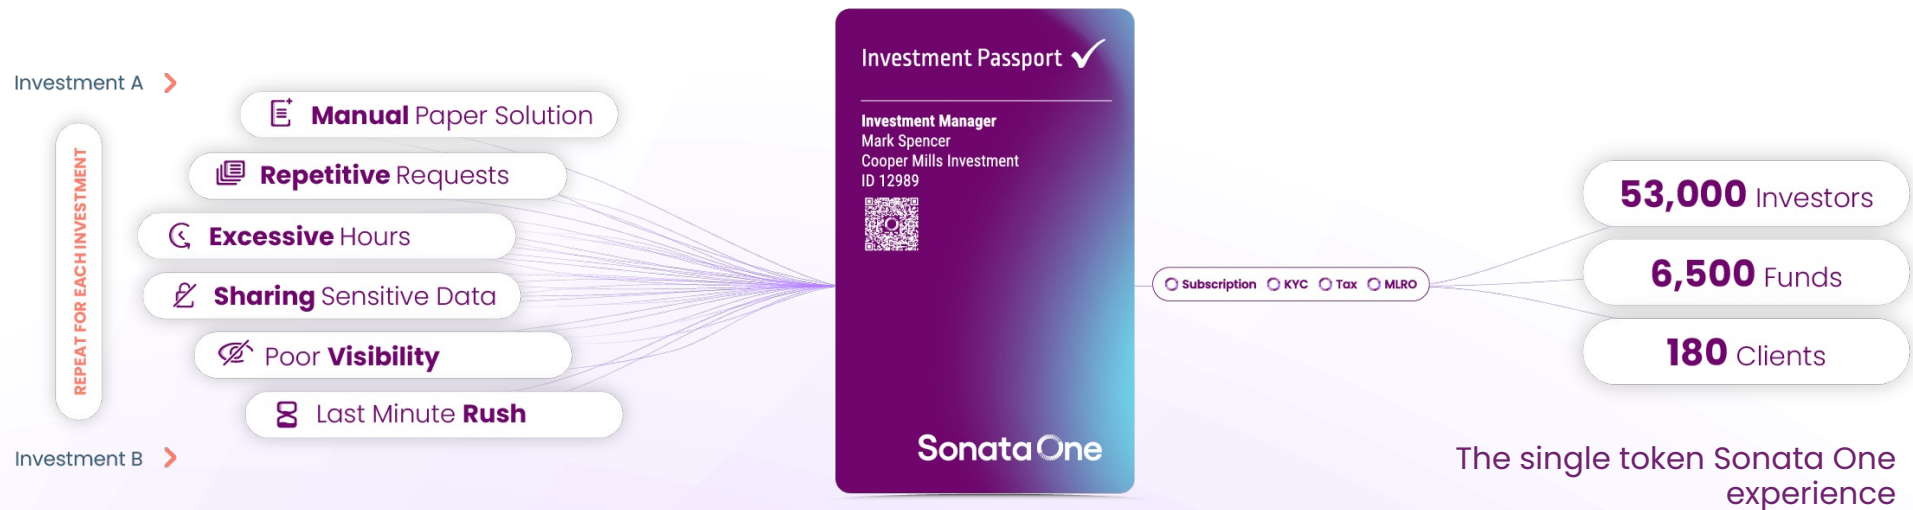 Investment A
REPEAT FOR EACH INVESTMENT
Investment B
Manual Paper Solution
Repetitive Requests
Excessive Hours
Sharing Sensitive Data
Poor Visibility
Last Minute Rush
Investment Passport
Investment Manager
Mark Spencer
Cooper Mills Investment
ID 12989
Sonata One
Subscription KYC Tax MLRO
53,000 Investors
6,500 Funds
180 Clients
The single token Sonata One
experience